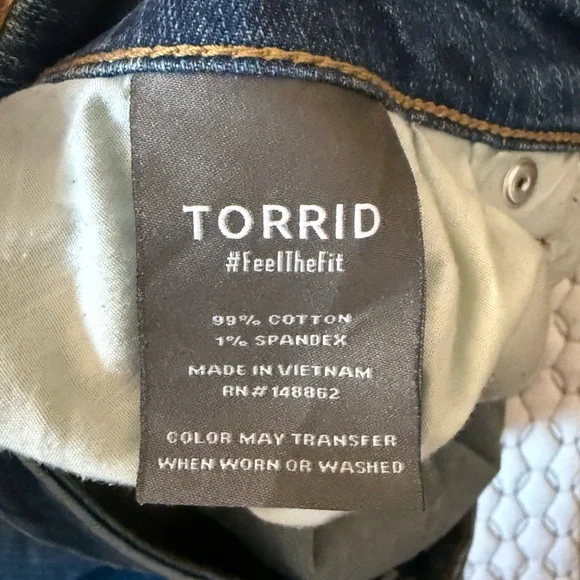 TORRID
#FeelTheFit
99% COTTON
1% SPANDEX
MADE IN VIETNAM
RN# 148862
COLOR MAY TRANSFER
WHEN WORN OR WASHED